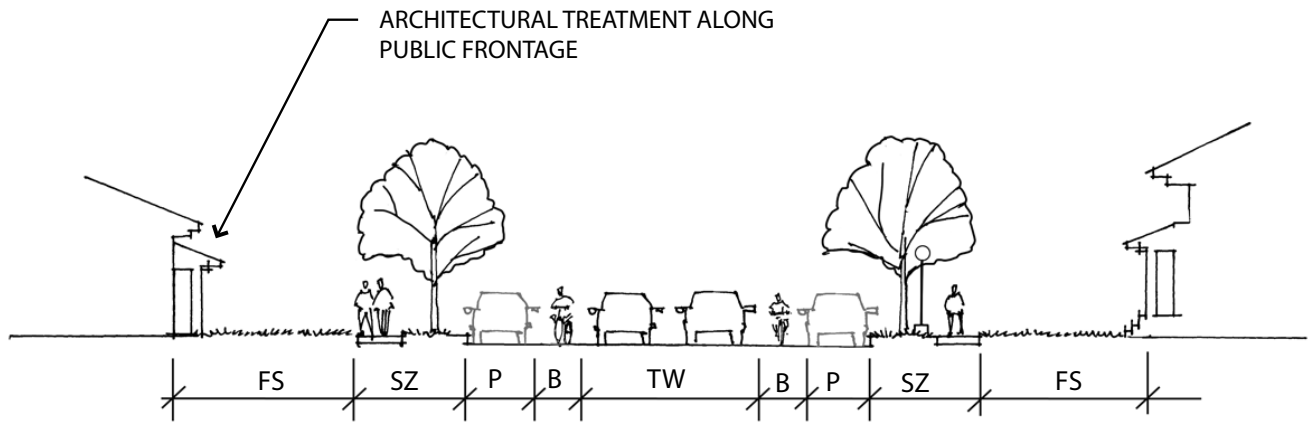 ARCHITECTURAL TREATMENT ALONG
PUBLIC FRONTAGE
FS SZ P B TW B P SZ FS